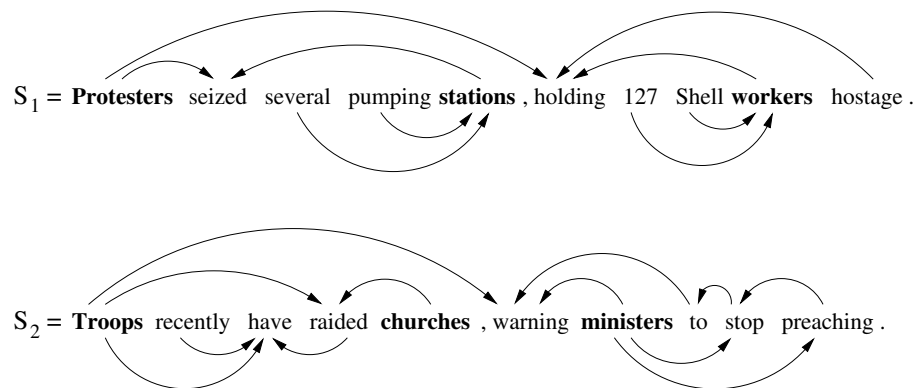 S1 = Protesters seized several pumping stations , holding 127 Shell workers hostage .
S2 = Troops recently have raided churches , warning ministers to stop preaching .